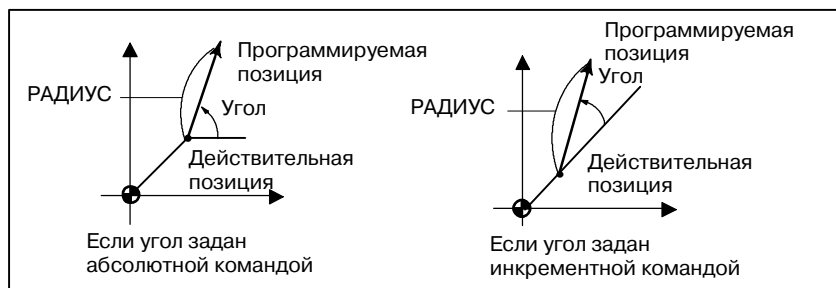 Программируемая
позиция
РАДИУС
Угол
Действительная
позиция
Если угол задан
абсолютной командой
Программируемая
позиция
Угол
РАДИУС
Действительная
позиция
Если угол задан
инкрементной командой